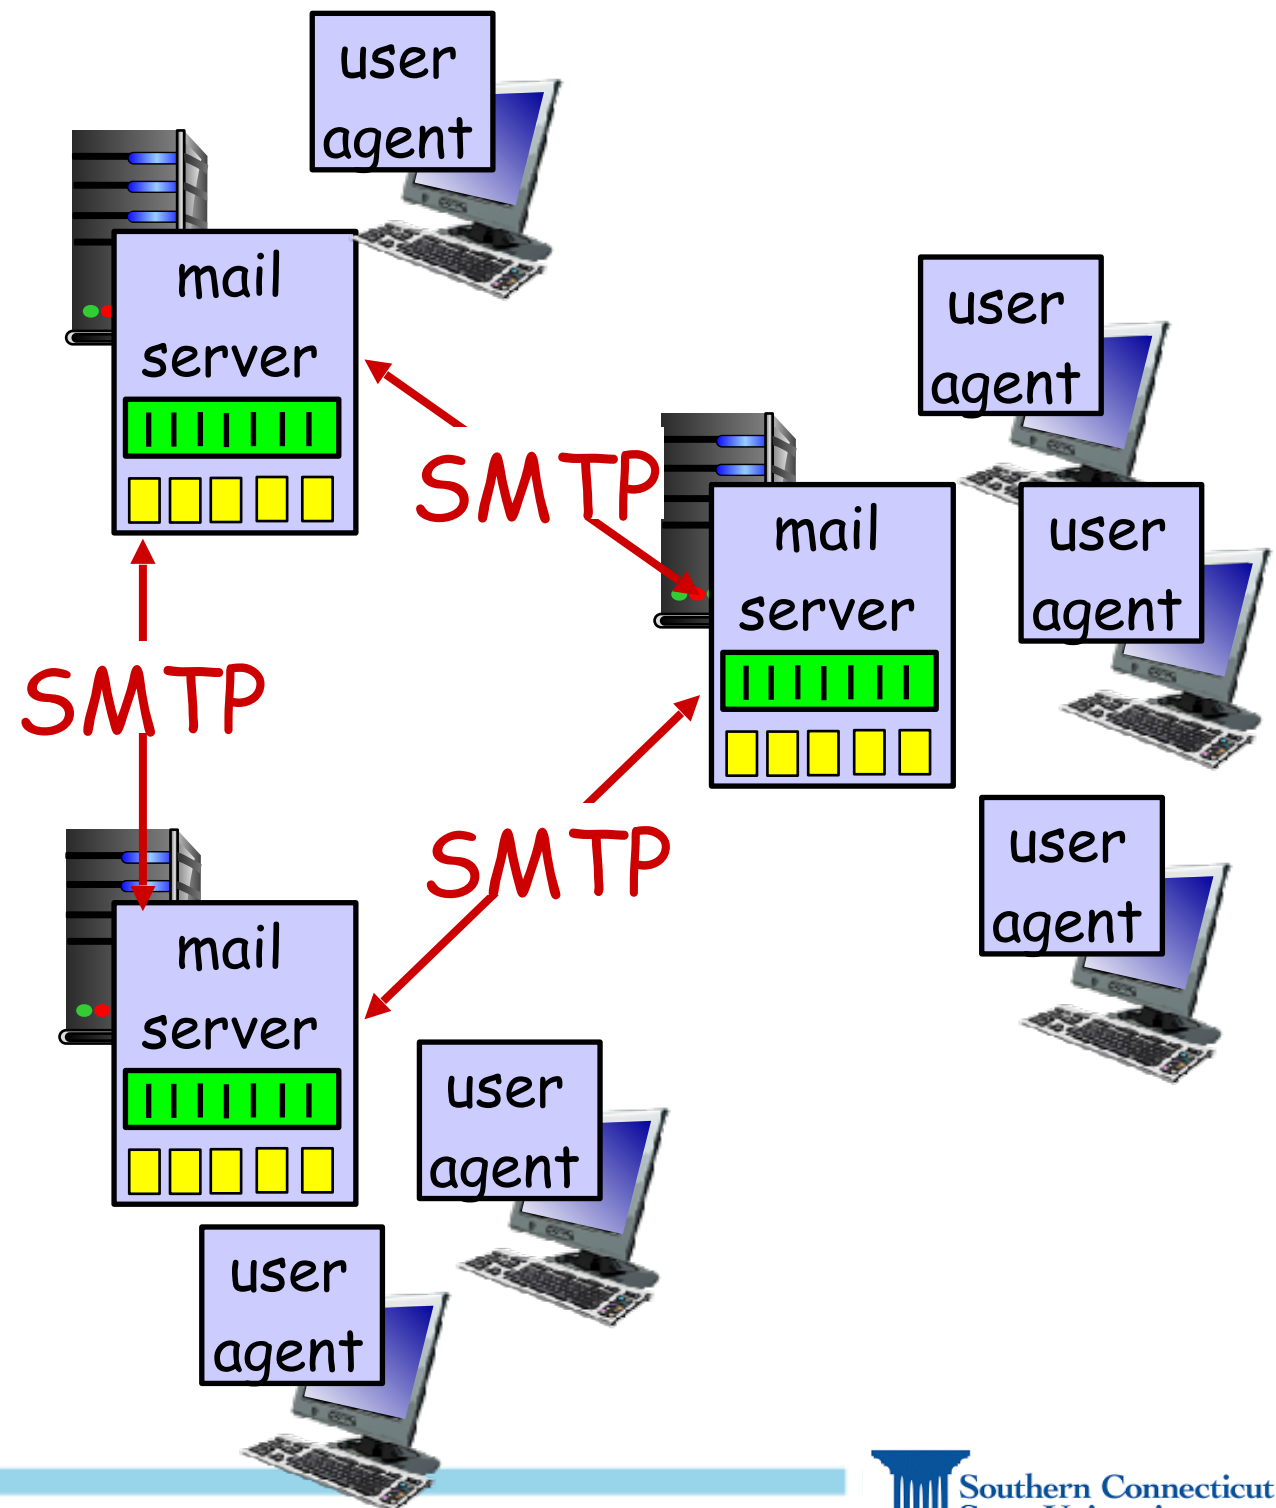 user
agent
mail
server
user
agent
SMTP
mail
server
user
agent
SMTP
SMTP
user
agent
mail
server
user
agent
user
agent
Southern Connecticut